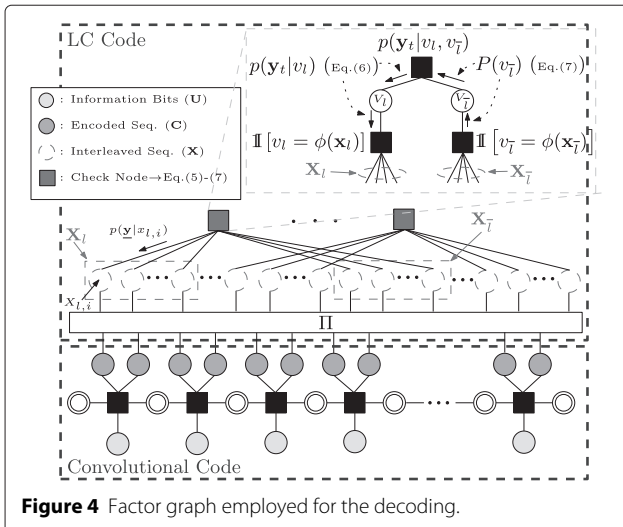 LC Code
p(y_t|v_l, v_l̅)
p(y_t|v_l) (Eq.(6))
P(v_l̅) (Eq.(7))
V_l
V_l̅
𝟙[v_l = ϕ(x_l)]
𝟙[v_l̅ = ϕ(x_l̅)]
X_l
X_l̅
: Information Bits (U)
: Encoded Seq. (C)
: Interleaved Seq. (X)
: Check Node→Eq.(5)-(7)
p(y|x_{l,i})
X_l
X_l̅
...
... ... ... ...
X_{l,i}
Π
...
Convolutional Code
Figure 4 Factor graph employed for the decoding.